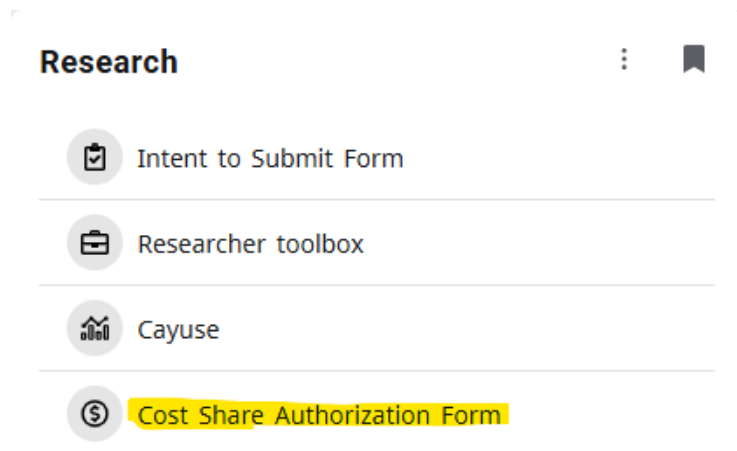 Research
Intent to Submit Form
Researcher toolbox
Cayuse
Cost Share Authorization Form